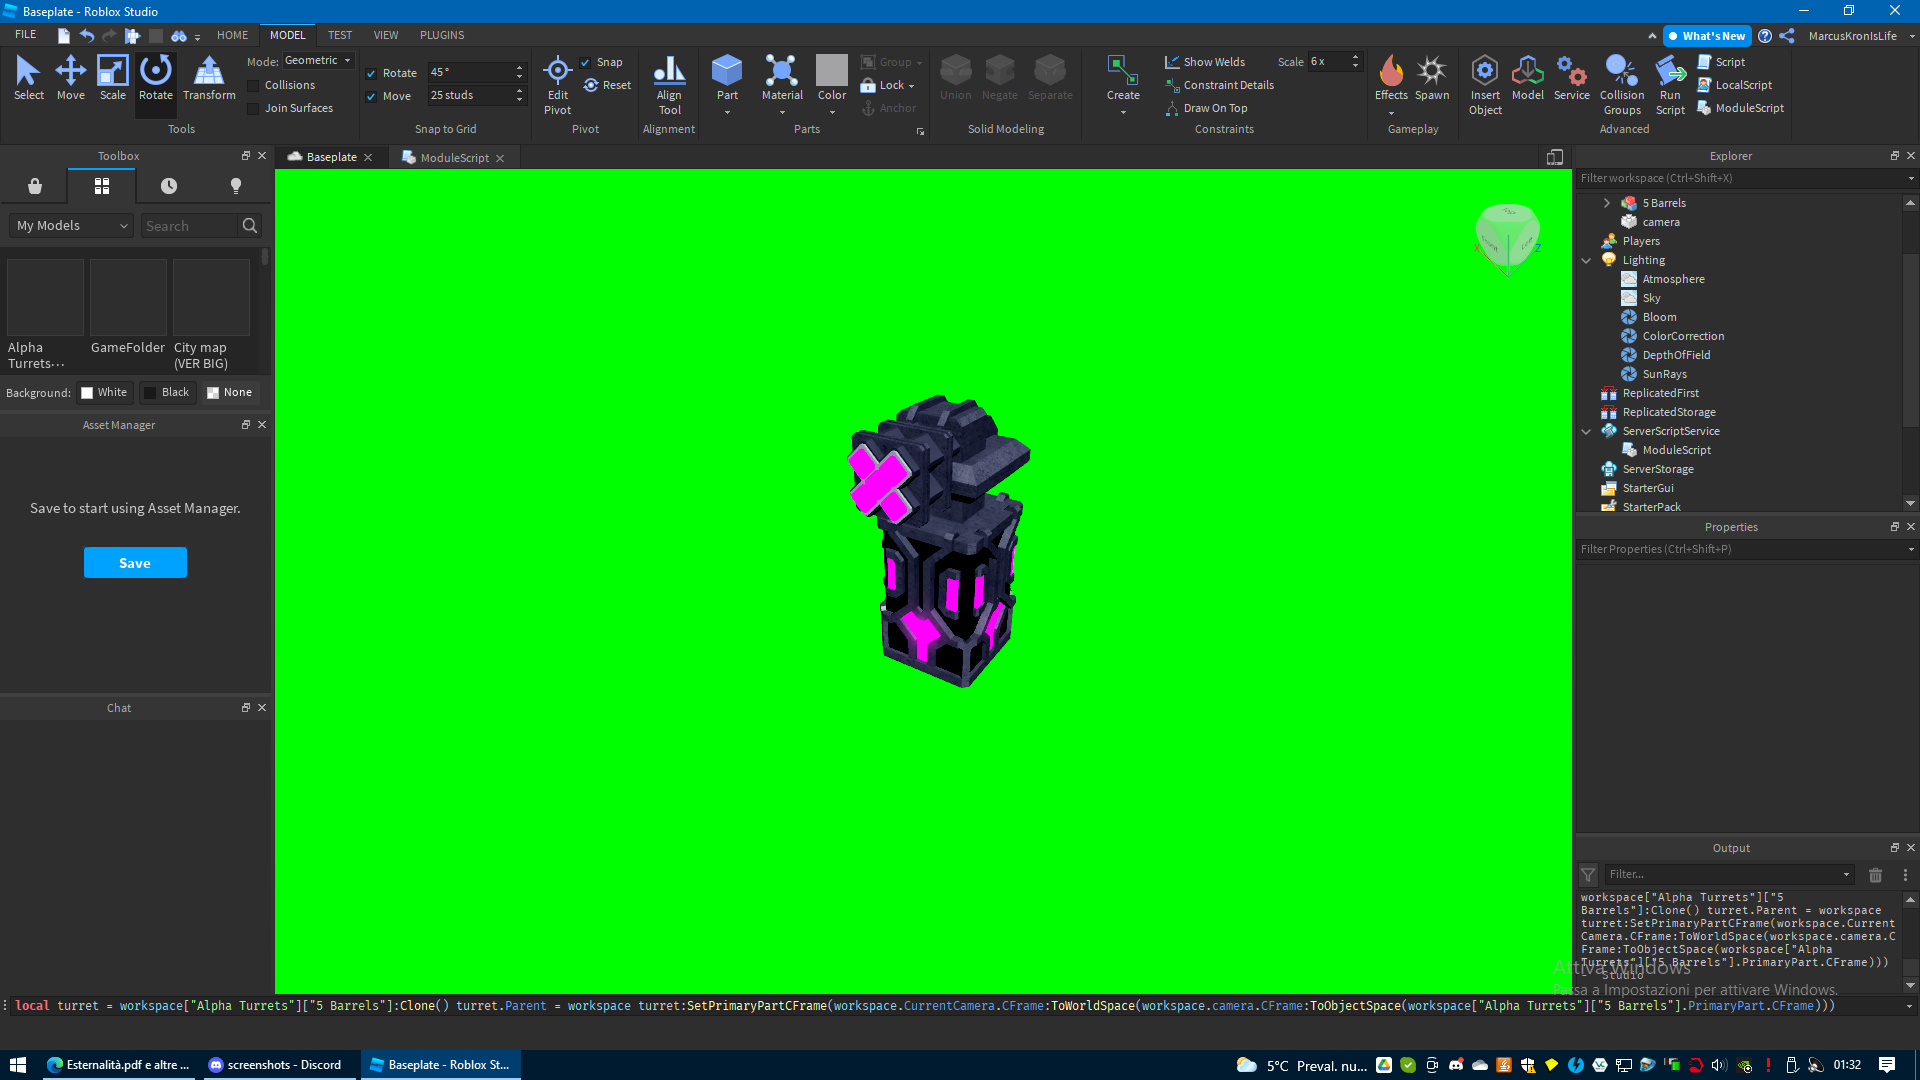 Baseplate - Roblox Studio
FILE
HOME
MODEL
TEST
VIEW
PLUGINS
What's New
MarcusKronIsLife
Select
Move
Scale
Rotate
Transform
Mode:
Geometric
Collisions
Join Surfaces
Tools
Rotate
45°
Move
25 studs
Snap to Grid
Edit
Pivot
Snap
Reset
Pivot
Align
Tool
Alignment
Part
Material
Color
Group
Lock
Anchor
Parts
Union
Negate
Separate
Solid Modeling
Create
Show Welds
Scale
6 x
Constraint Details
Draw On Top
Constraints
Effects
Spawn
Gameplay
Insert
Object
Model
Service
Collision
Groups
Run
Script
Script
LocalScript
ModuleScript
Advanced
Toolbox
My Models
Search
Alpha
Turrets...
GameFolder
City map
(VER BIG)
Background:
White
Black
None
Asset Manager
Save to start using Asset Manager.
Save
Chat
Baseplate
ModuleScript
Explorer
Filter workspace (Ctrl+Shift+X)
5 Barrels
camera
Players
Lighting
Atmosphere
Sky
Bloom
ColorCorrection
DepthOfField
SunRays
ReplicatedFirst
ReplicatedStorage
ServerScriptService
ModuleScript
ServerStorage
StarterGui
StarterPack
Properties
Filter Properties (Ctrl+Shift+P)
Output
Filter...
workspace["Alpha Turrets"]["5
Barrels"]:Clone() turret.Parent = workspace
turret:SetPrimaryPartCFrame(workspace.Current
Camera.CFrame:ToWorldSpace(workspace.camera.C
Frame:ToObjectSpace(workspace["Alpha
Turrets"]["5 Barrels"].PrimaryPart.CFrame)))
- Studio
Attiva Windows
Passa a Impostazioni per attivare Windows.
local turret = workspace["Alpha Turrets"]["5 Barrels"]:Clone() turret.Parent = workspace turret:SetPrimaryPartCFrame(workspace.CurrentCamera.CFrame:ToWorldSpace(workspace.camera.CFrame:ToObjectSpace(workspace["Alpha Turrets"]["5 Barrels"].PrimaryPart.CFrame)))
Esternalità.pdf e altre ...
screenshots - Discord
Baseplate - Roblox St...
5°C
Preval. nu...
01:32